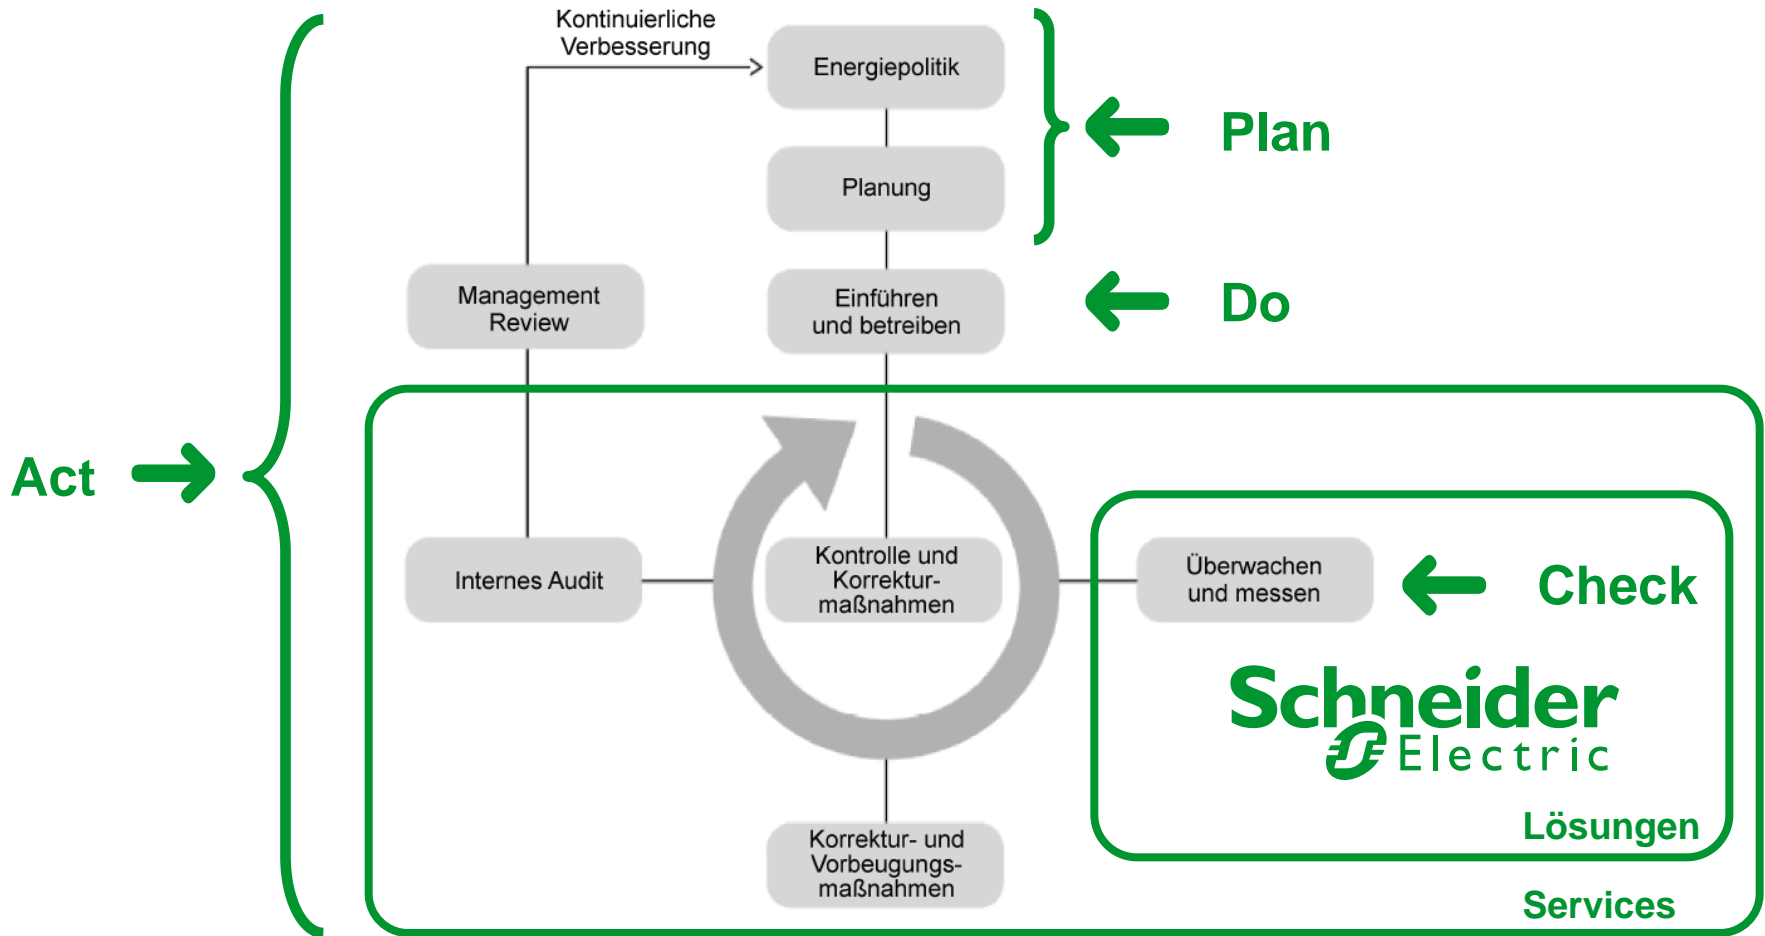 Kontinuierliche
Verbesserung
Energiepolitik
Plan
Planung
Management
Review
Einführen
und betreiben
Do
Act
Internes Audit
Kontrolle und
Korrektur-
maßnahmen
Überwachen
und messen
Check
Schneider
Electric
Lösungen
Korrektur- und
Vorbeugungs-
maßnahmen
Services